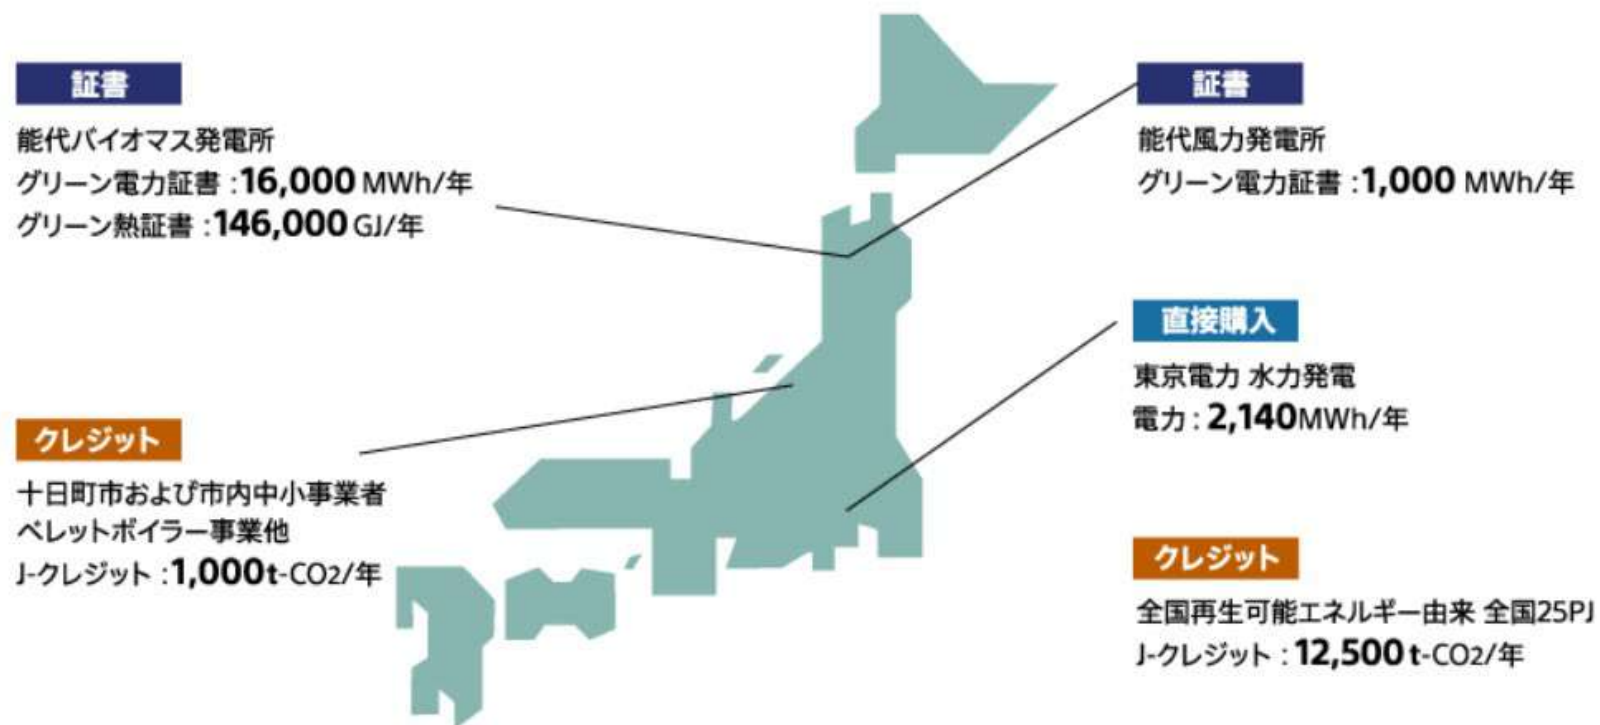 証書
能代バイオマス発電所
グリーン電力証書 : 16,000 MWh/年
グリーン熱証書 : 146,000 GJ/年
クレジット
十日町市および市内中小事業者
ペレットボイラー事業他
J-クレジット : 1,000t-CO2/年
証書
能代風力発電所
グリーン電力証書 : 1,000 MWh/年
直接購入
東京電力 水力発電
電力 : 2,140MWh/年
クレジット
全国再生可能エネルギー由来 全国25PJ
J-クレジット : 12,500 t-CO2/年